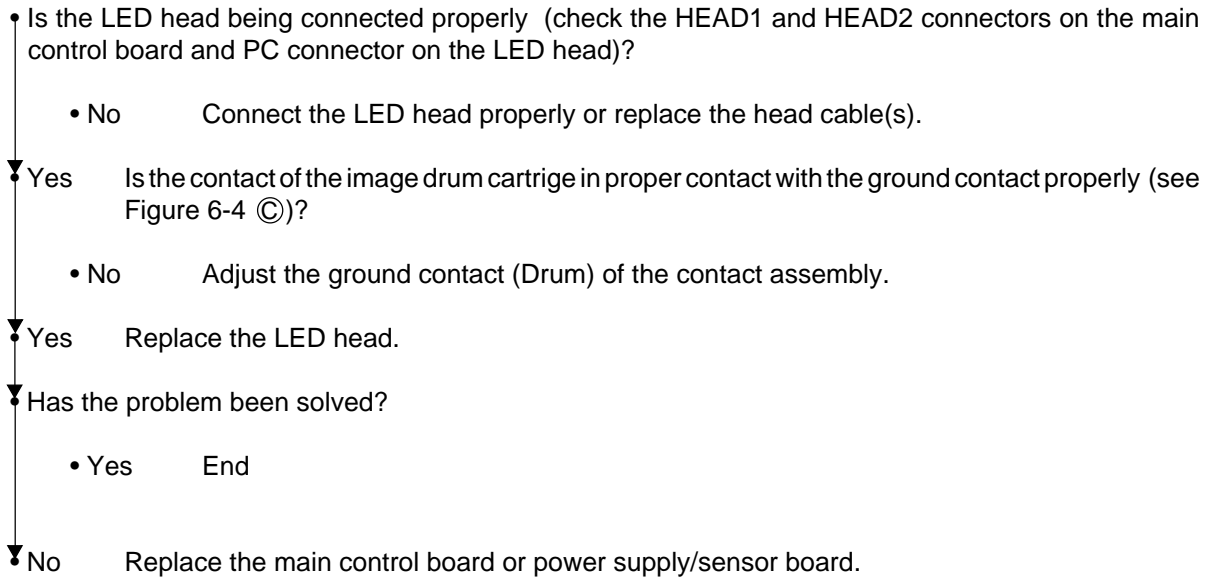 • Is the LED head being connected properly (check the HEAD1 and HEAD2 connectors on the main
control board and PC connector on the LED head)?
• No Connect the LED head properly or replace the head cable(s).
• Yes Is the contact of the image drum cartrige in proper contact with the ground contact properly (see
Figure 6-4 Ⓒ)?
• No Adjust the ground contact (Drum) of the contact assembly.
• Yes Replace the LED head.
• Has the problem been solved?
• Yes End
• No Replace the main control board or power supply/sensor board.